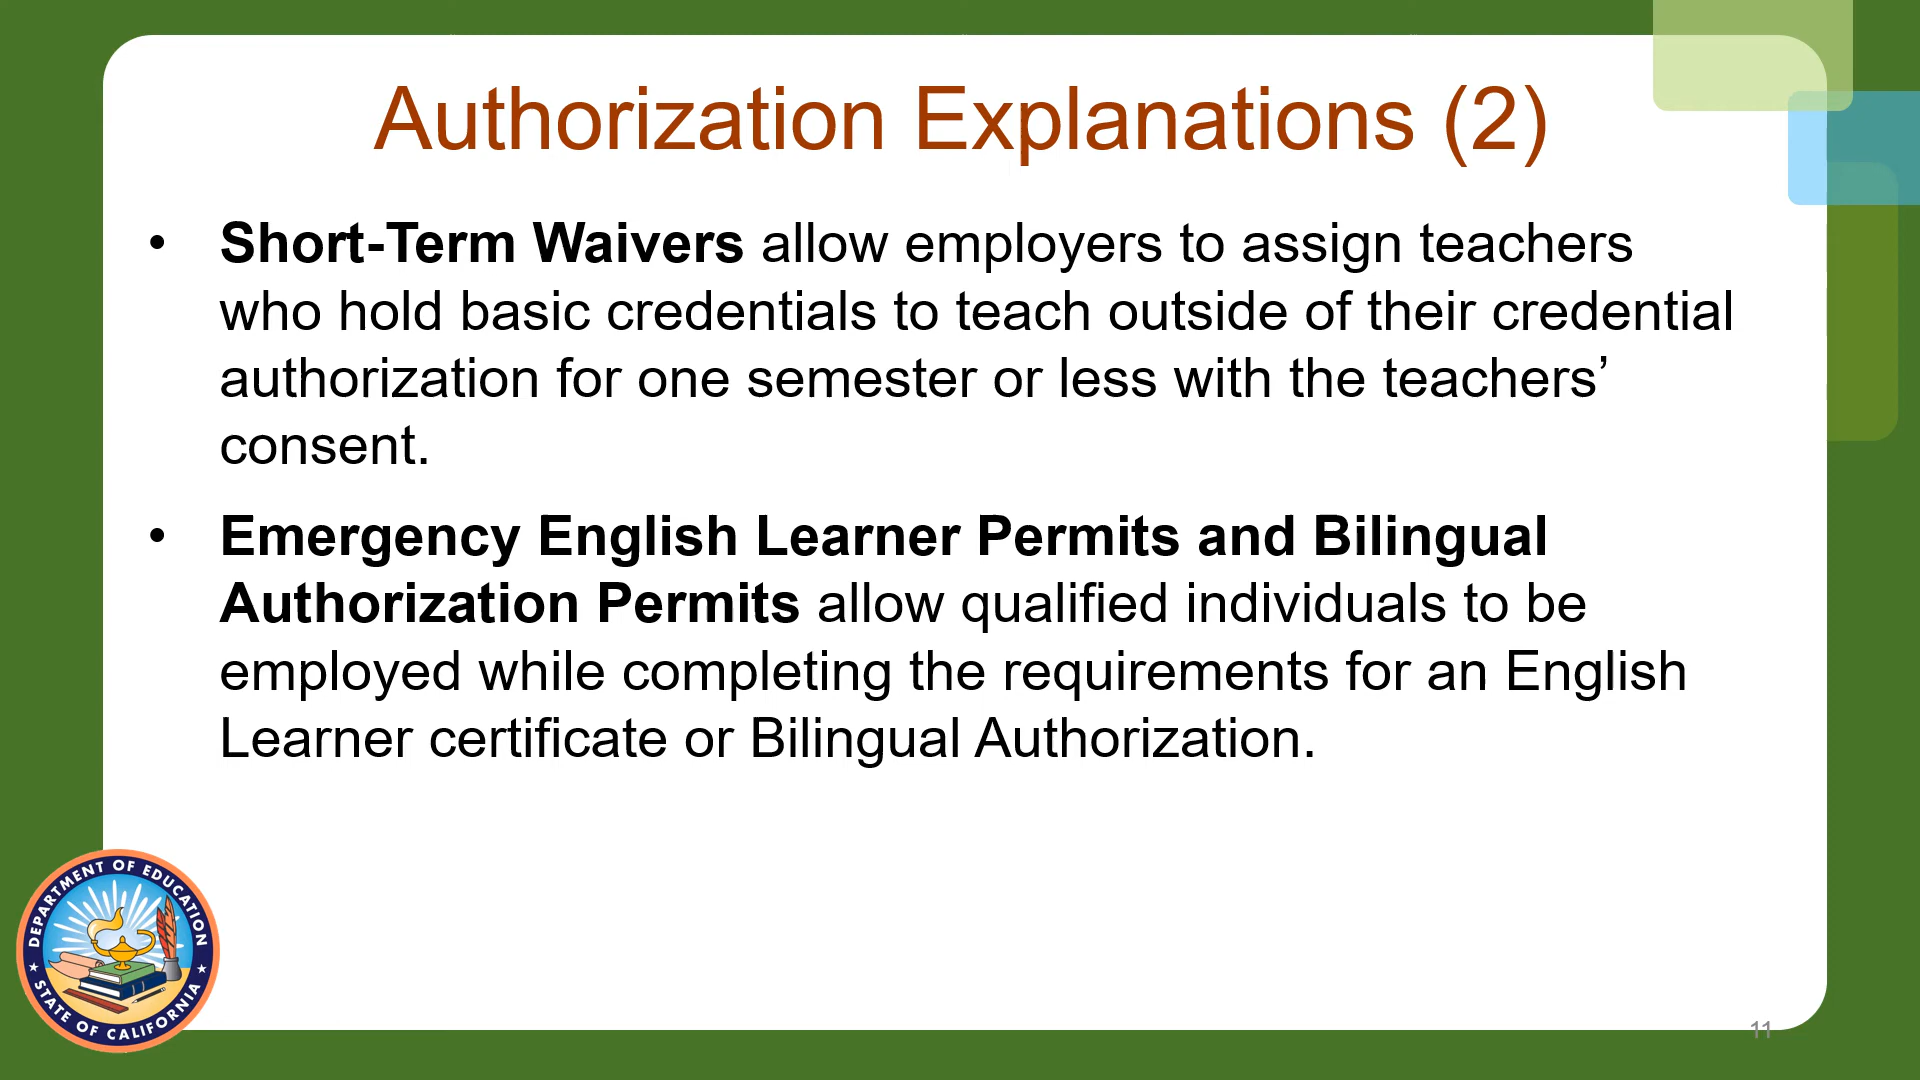 Authorization Explanations (2)
• Short-Term Waivers allow employers to assign teachers
who hold basic credentials to teach outside of their credential
authorization for one semester or less with the teachers’
consent.
• Emergency English Learner Permits and Bilingual
Authorization Permits allow qualified individuals to be
employed while completing the requirements for an English
Learner certificate or Bilingual Authorization.
DEPARTMENT OF EDUCATION
STATE OF CALIFORNIA
11